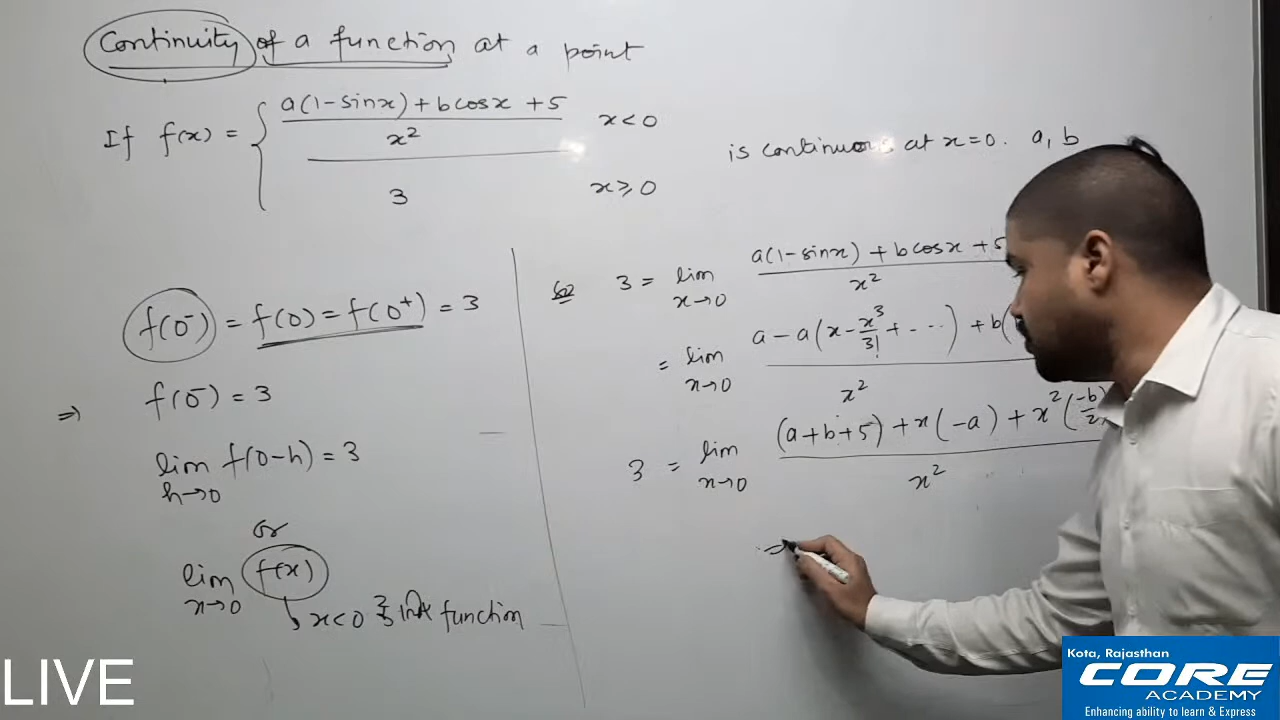 Continuity of a function at a point
If f(x) = { a(1-sinx)+bcosx+5 / x² x<0
3 x≥0
is continuous at x=0. a, b
f(0⁻) = f(0) = f(0⁺) = 3
⇒ f(0⁻) = 3
lim h→0 f(0-h) = 3
or
lim x→0 f(x)
x<0 function
3 = lim x→0 a(1-sinx) + bcosx + 5 / x²
= lim x→0 a - a(x - x³/3! + ----) + b( / x²
3 = lim x→0 (a+b+5) + x(-a) + x²(-b/2 / x²
⇒
LIVE
Kota, Rajasthan
CORE
ACADEMY
Enhancing ability to learn & Express